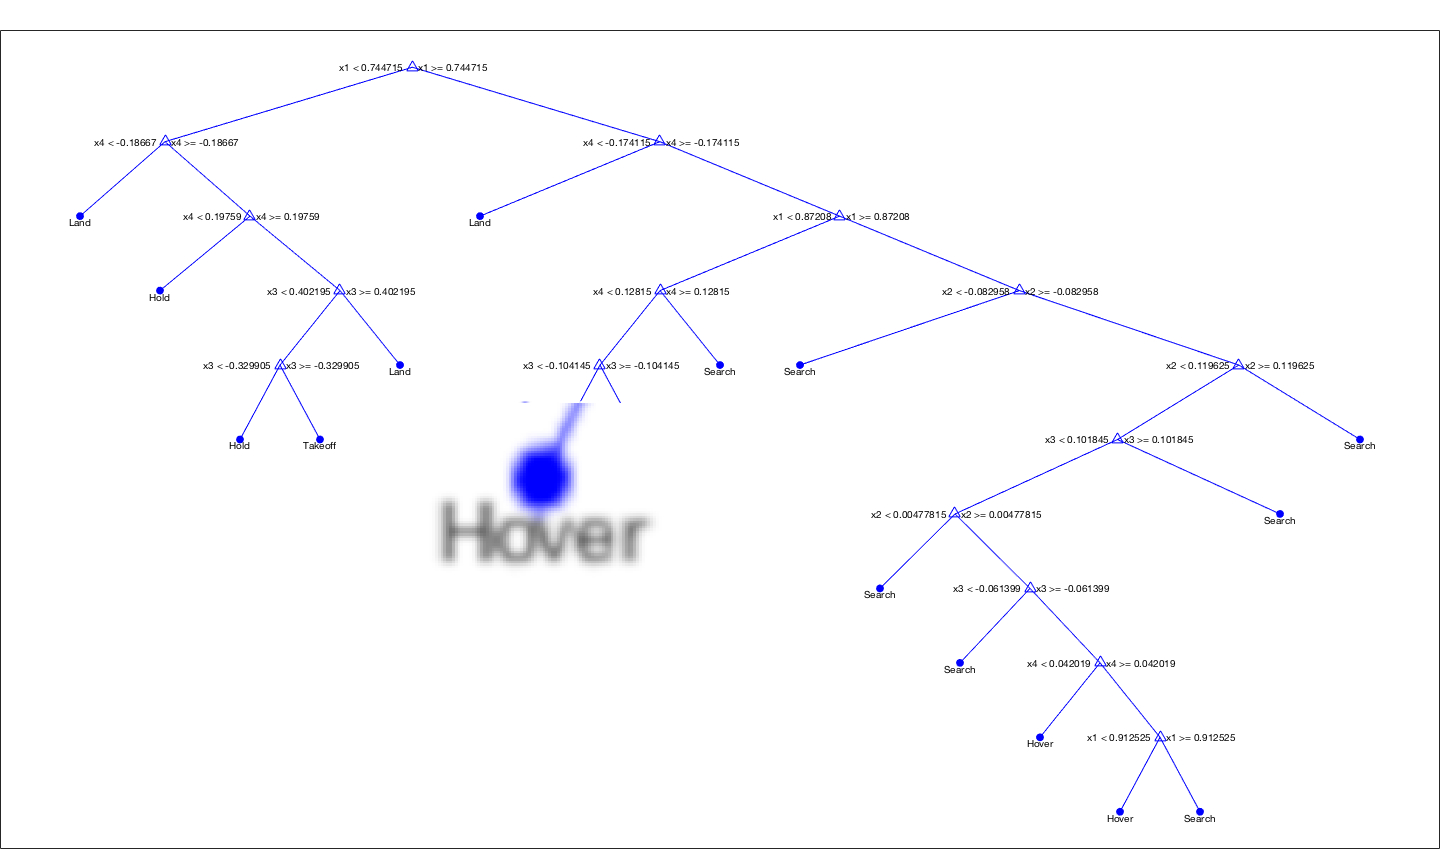 x1 < 0.744715 x1 >= 0.744715
x4 < -0.18667 x4 >= -0.18667 x4 < -0.174115 x4 >= -0.174115
Land x4 < 0.19759 x4 >= 0.19759 Land x1 < 0.87208 x1 >= 0.87208
Hold x3 < 0.402195 x3 >= 0.402195 x4 < 0.12815 x4 >= 0.12815 x2 < -0.082958 x2 >= -0.082958
x3 < -0.329905 x3 >= -0.329905 Land x3 < -0.104145 x3 >= -0.104145 Search Search x2 < 0.119625 x2 >= 0.119625
Hold Takeoff x3 < 0.101845 x3 >= 0.101845 Search
Hover x2 < 0.00477815 x2 >= 0.00477815 Search
Search x3 < -0.061399 x3 >= -0.061399
Search x4 < 0.042019 x4 >= 0.042019
Hover x1 < 0.912525 x1 >= 0.912525
Hover Search